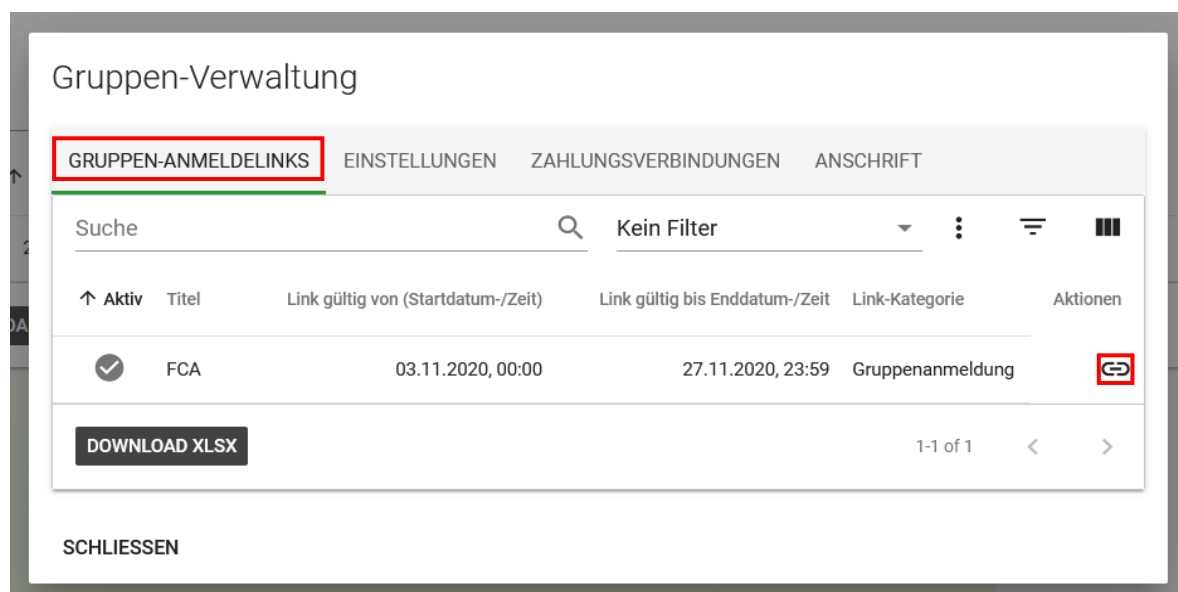 Gruppen-Verwaltung
GRUPPEN-ANMELDELINKS EINSTELLUNGEN ZAHLUNGSVERBINDUNGEN ANSCHRIFT
Suche Kein Filter
Aktiv Titel Link gültig von (Startdatum-/Zeit) Link gültig bis Enddatum-/Zeit Link-Kategorie Aktionen
FCA 03.11.2020, 00:00 27.11.2020, 23:59 Gruppenanmeldung
DOWNLOAD XLSX 1-1 of 1
SCHLIESSEN